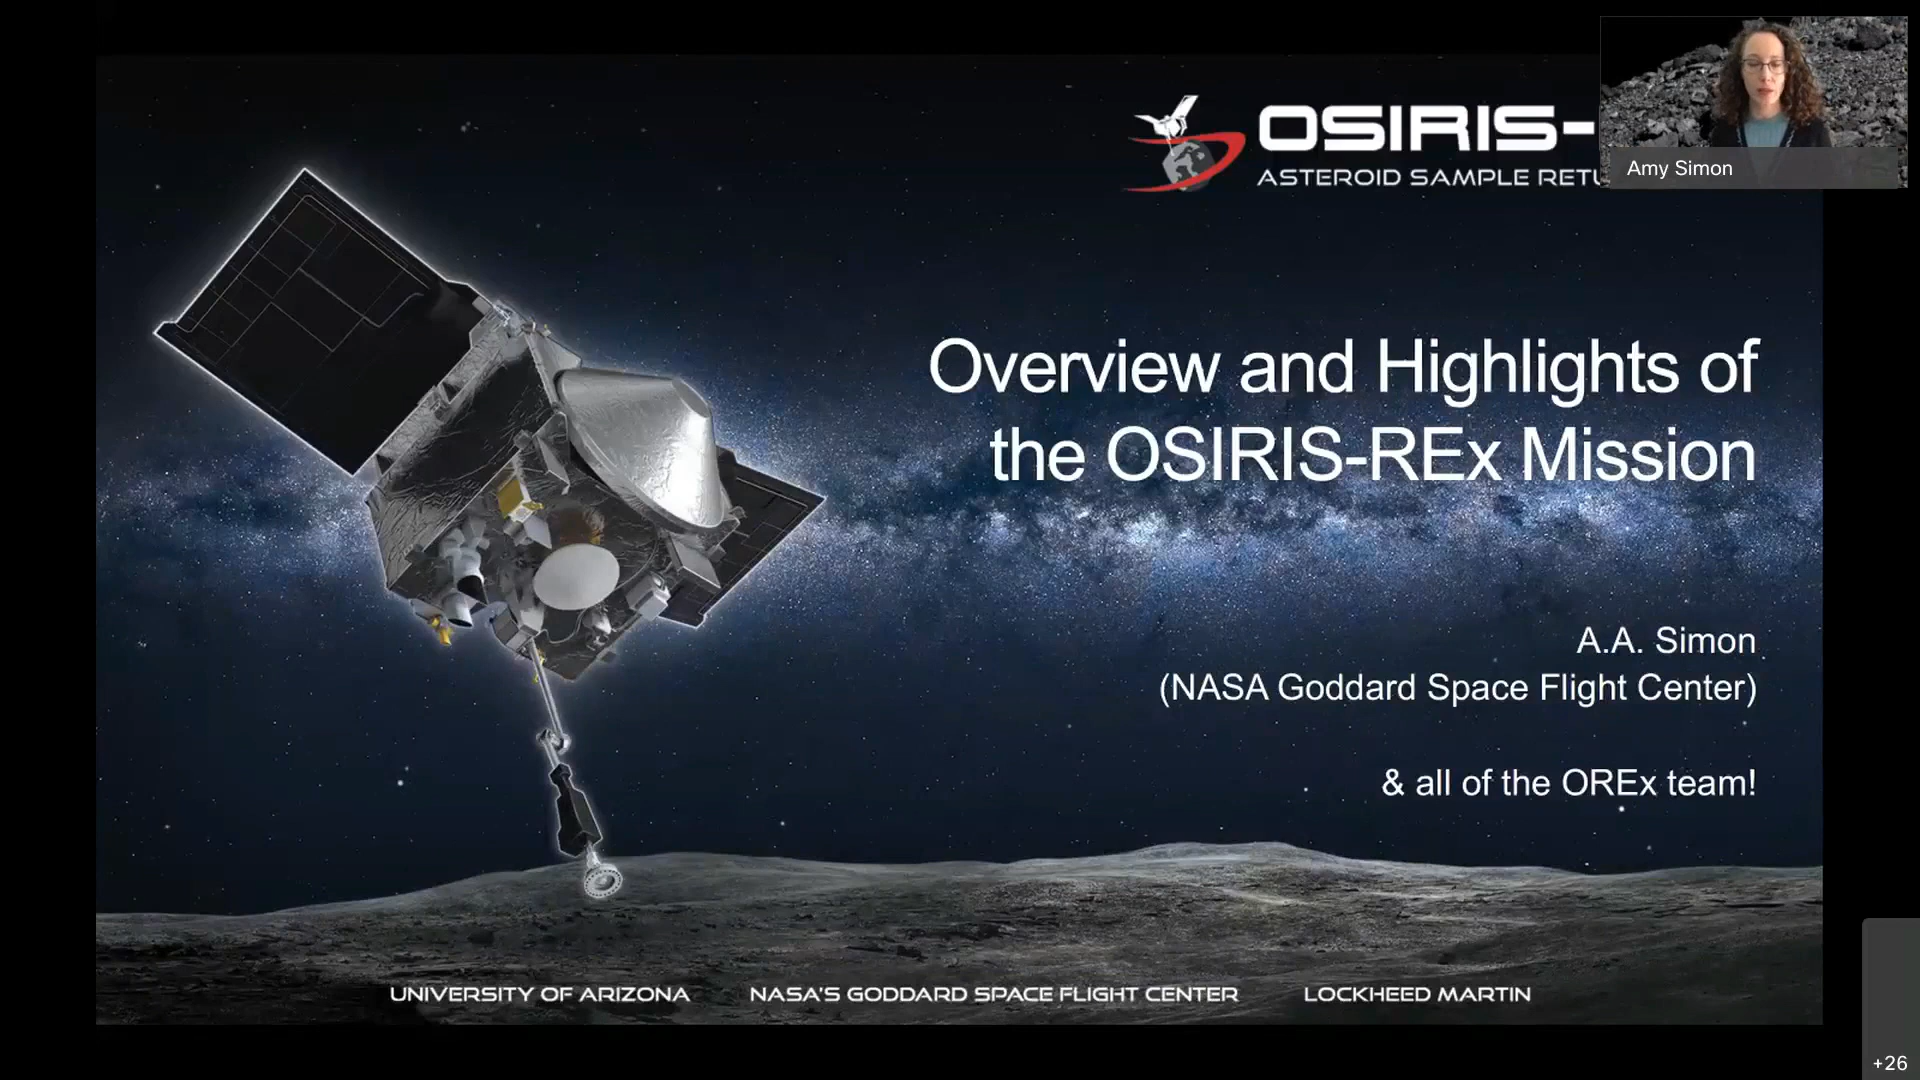 OSIRIS-
ASTEROID SAMPLE RETU
Amy Simon
Overview and Highlights of
the OSIRIS-REx Mission
A.A. Simon
(NASA Goddard Space Flight Center)
& all of the OREx team!
UNIVERSITY OF ARIZONA
NASA'S GODDARD SPACE FLIGHT CENTER
LOCKHEED MARTIN
+26